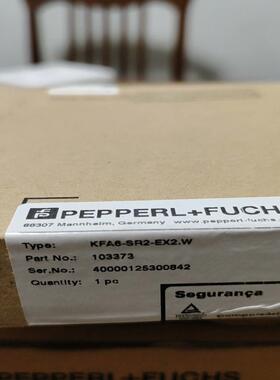 PEPPERL+FUCHS
68307 Mannheim, Germany www.pepperl-fuchs
Type: KFA6-SR2-EX2.W
Part No.: 103373
Ser.No.: 40000125300842
Quantity: 1 pc
Segurança
PEPPERL+FUCHS